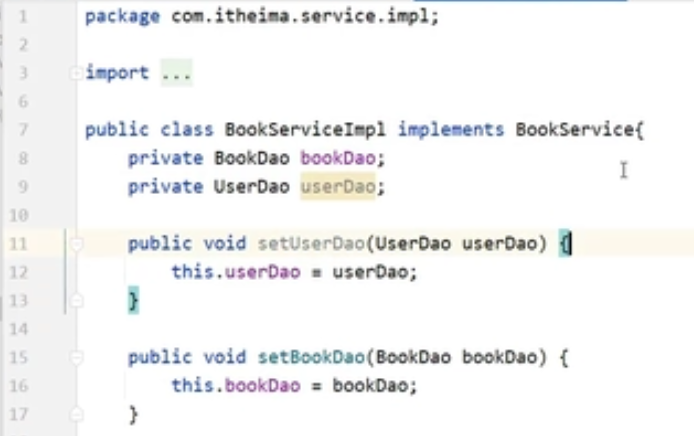 1 package com.itheima.service.impl;
2
3 import ...
6
7 public class BookServiceImpl implements BookService{
8     private BookDao bookDao;
9     private UserDao userDao;
10
11     public void setUserDao(UserDao userDao) {
12         this.userDao = userDao;
13     }
14
15     public void setBookDao(BookDao bookDao) {
16         this.bookDao = bookDao;
17     }